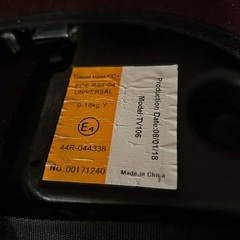 UNIVERSAL
0-18kg Y
E4
44R-044338
No. 00171240
Production Date: 08/01/18
Model: TV106
Made in China